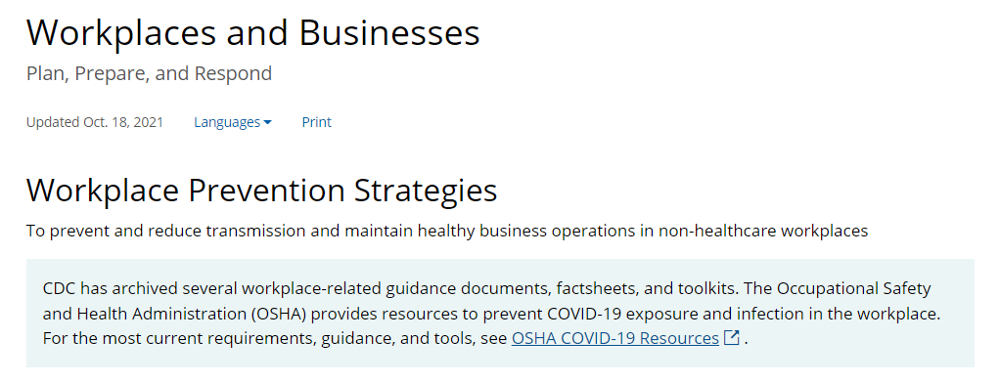 Workplaces and Businesses
Plan, Prepare, and Respond
Updated Oct. 18, 2021 Languages Print
Workplace Prevention Strategies
To prevent and reduce transmission and maintain healthy business operations in non-healthcare workplaces
CDC has archived several workplace-related guidance documents, factsheets, and toolkits. The Occupational Safety
and Health Administration (OSHA) provides resources to prevent COVID-19 exposure and infection in the workplace.
For the most current requirements, guidance, and tools, see OSHA COVID-19 Resources .